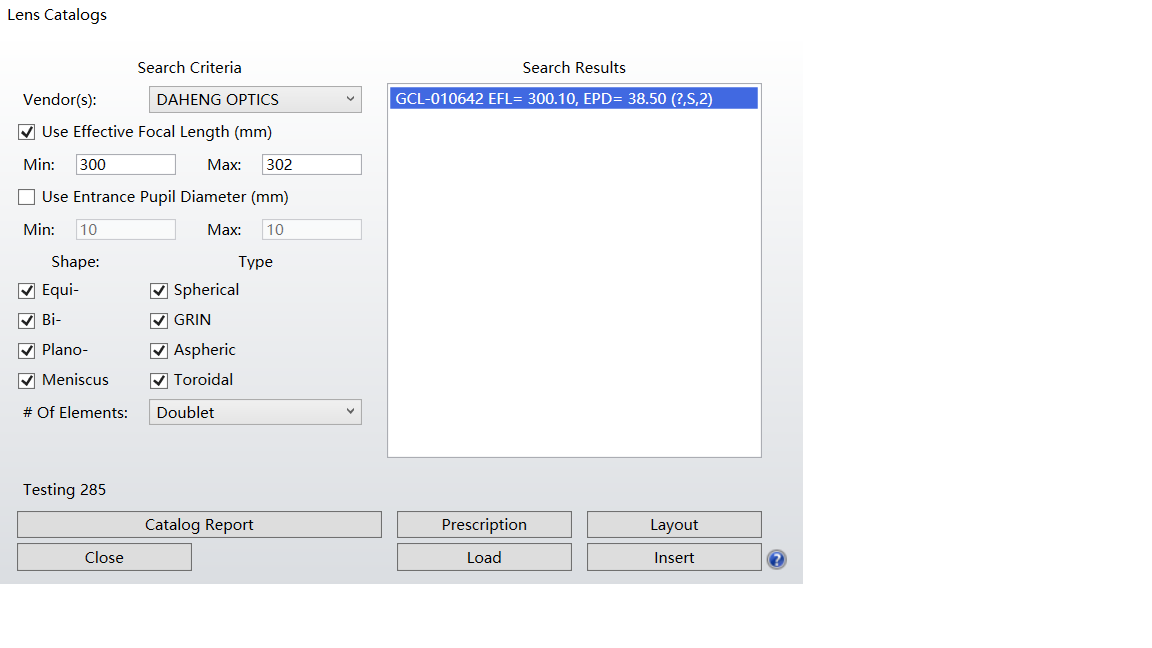 Lens Catalogs
Search Criteria
Search Results
Vendor(s): DAHENG OPTICS
GCL-010642 EFL= 300.10, EPD= 38.50 (?,S,2)
Use Effective Focal Length (mm)
Min: 300 Max: 302
Use Entrance Pupil Diameter (mm)
Min: 10 Max: 10
Shape: Type
Equi- Spherical
Bi- GRIN
Plano- Aspheric
Meniscus Toroidal
# Of Elements: Doublet
Testing 285
Catalog Report Prescription Layout
Close Load Insert ?